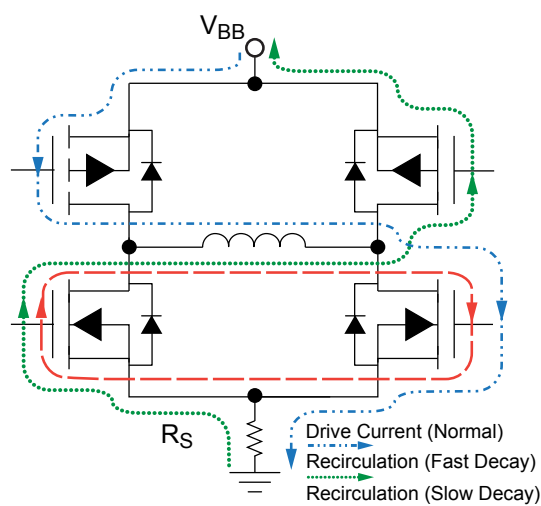 VBB
RS
Drive Current (Normal)
Recirculation (Fast Decay)
Recirculation (Slow Decay)